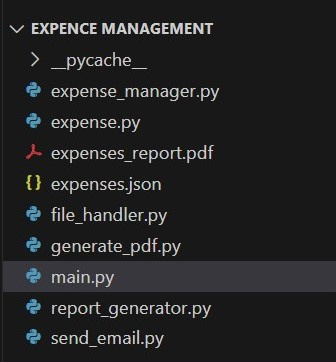 EXPENCE MANAGEMENT
__pycache__
expense_manager.py
expense.py
expenses_report.pdf
{} expenses.json
file_handler.py
generate_pdf.py
main.py
report_generator.py
send_email.py